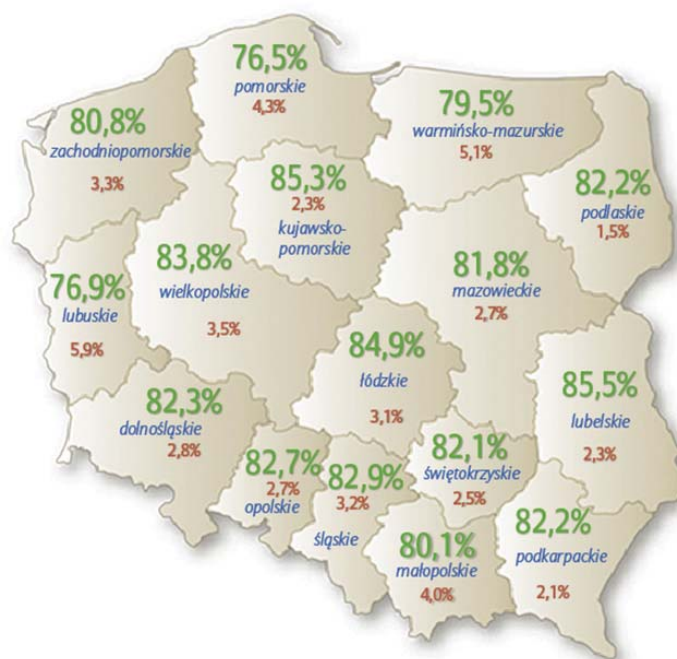 76,5%
pomorskie
4,3%
80,8%
zachodniopomorskie
3,3%
79,5%
warmińsko-mazurskie
5,1%
85,3%
2,3%
kujawsko-
pomorskie
82,2%
podlaskie
1,5%
76,9%
lubuskie
5,9%
83,8%
wielkopolskie
3,5%
81,8%
mazowieckie
2,7%
84,9%
łódzkie
3,1%
85,5%
lubelskie
2,3%
82,3%
dolnośląskie
2,8%
82,7%
2,7%
opolskie
82,9%
3,2%
śląskie
82,1%
świętokrzyskie
2,5%
80,1%
małopolskie
4,0%
82,2%
podkarpackie
2,1%